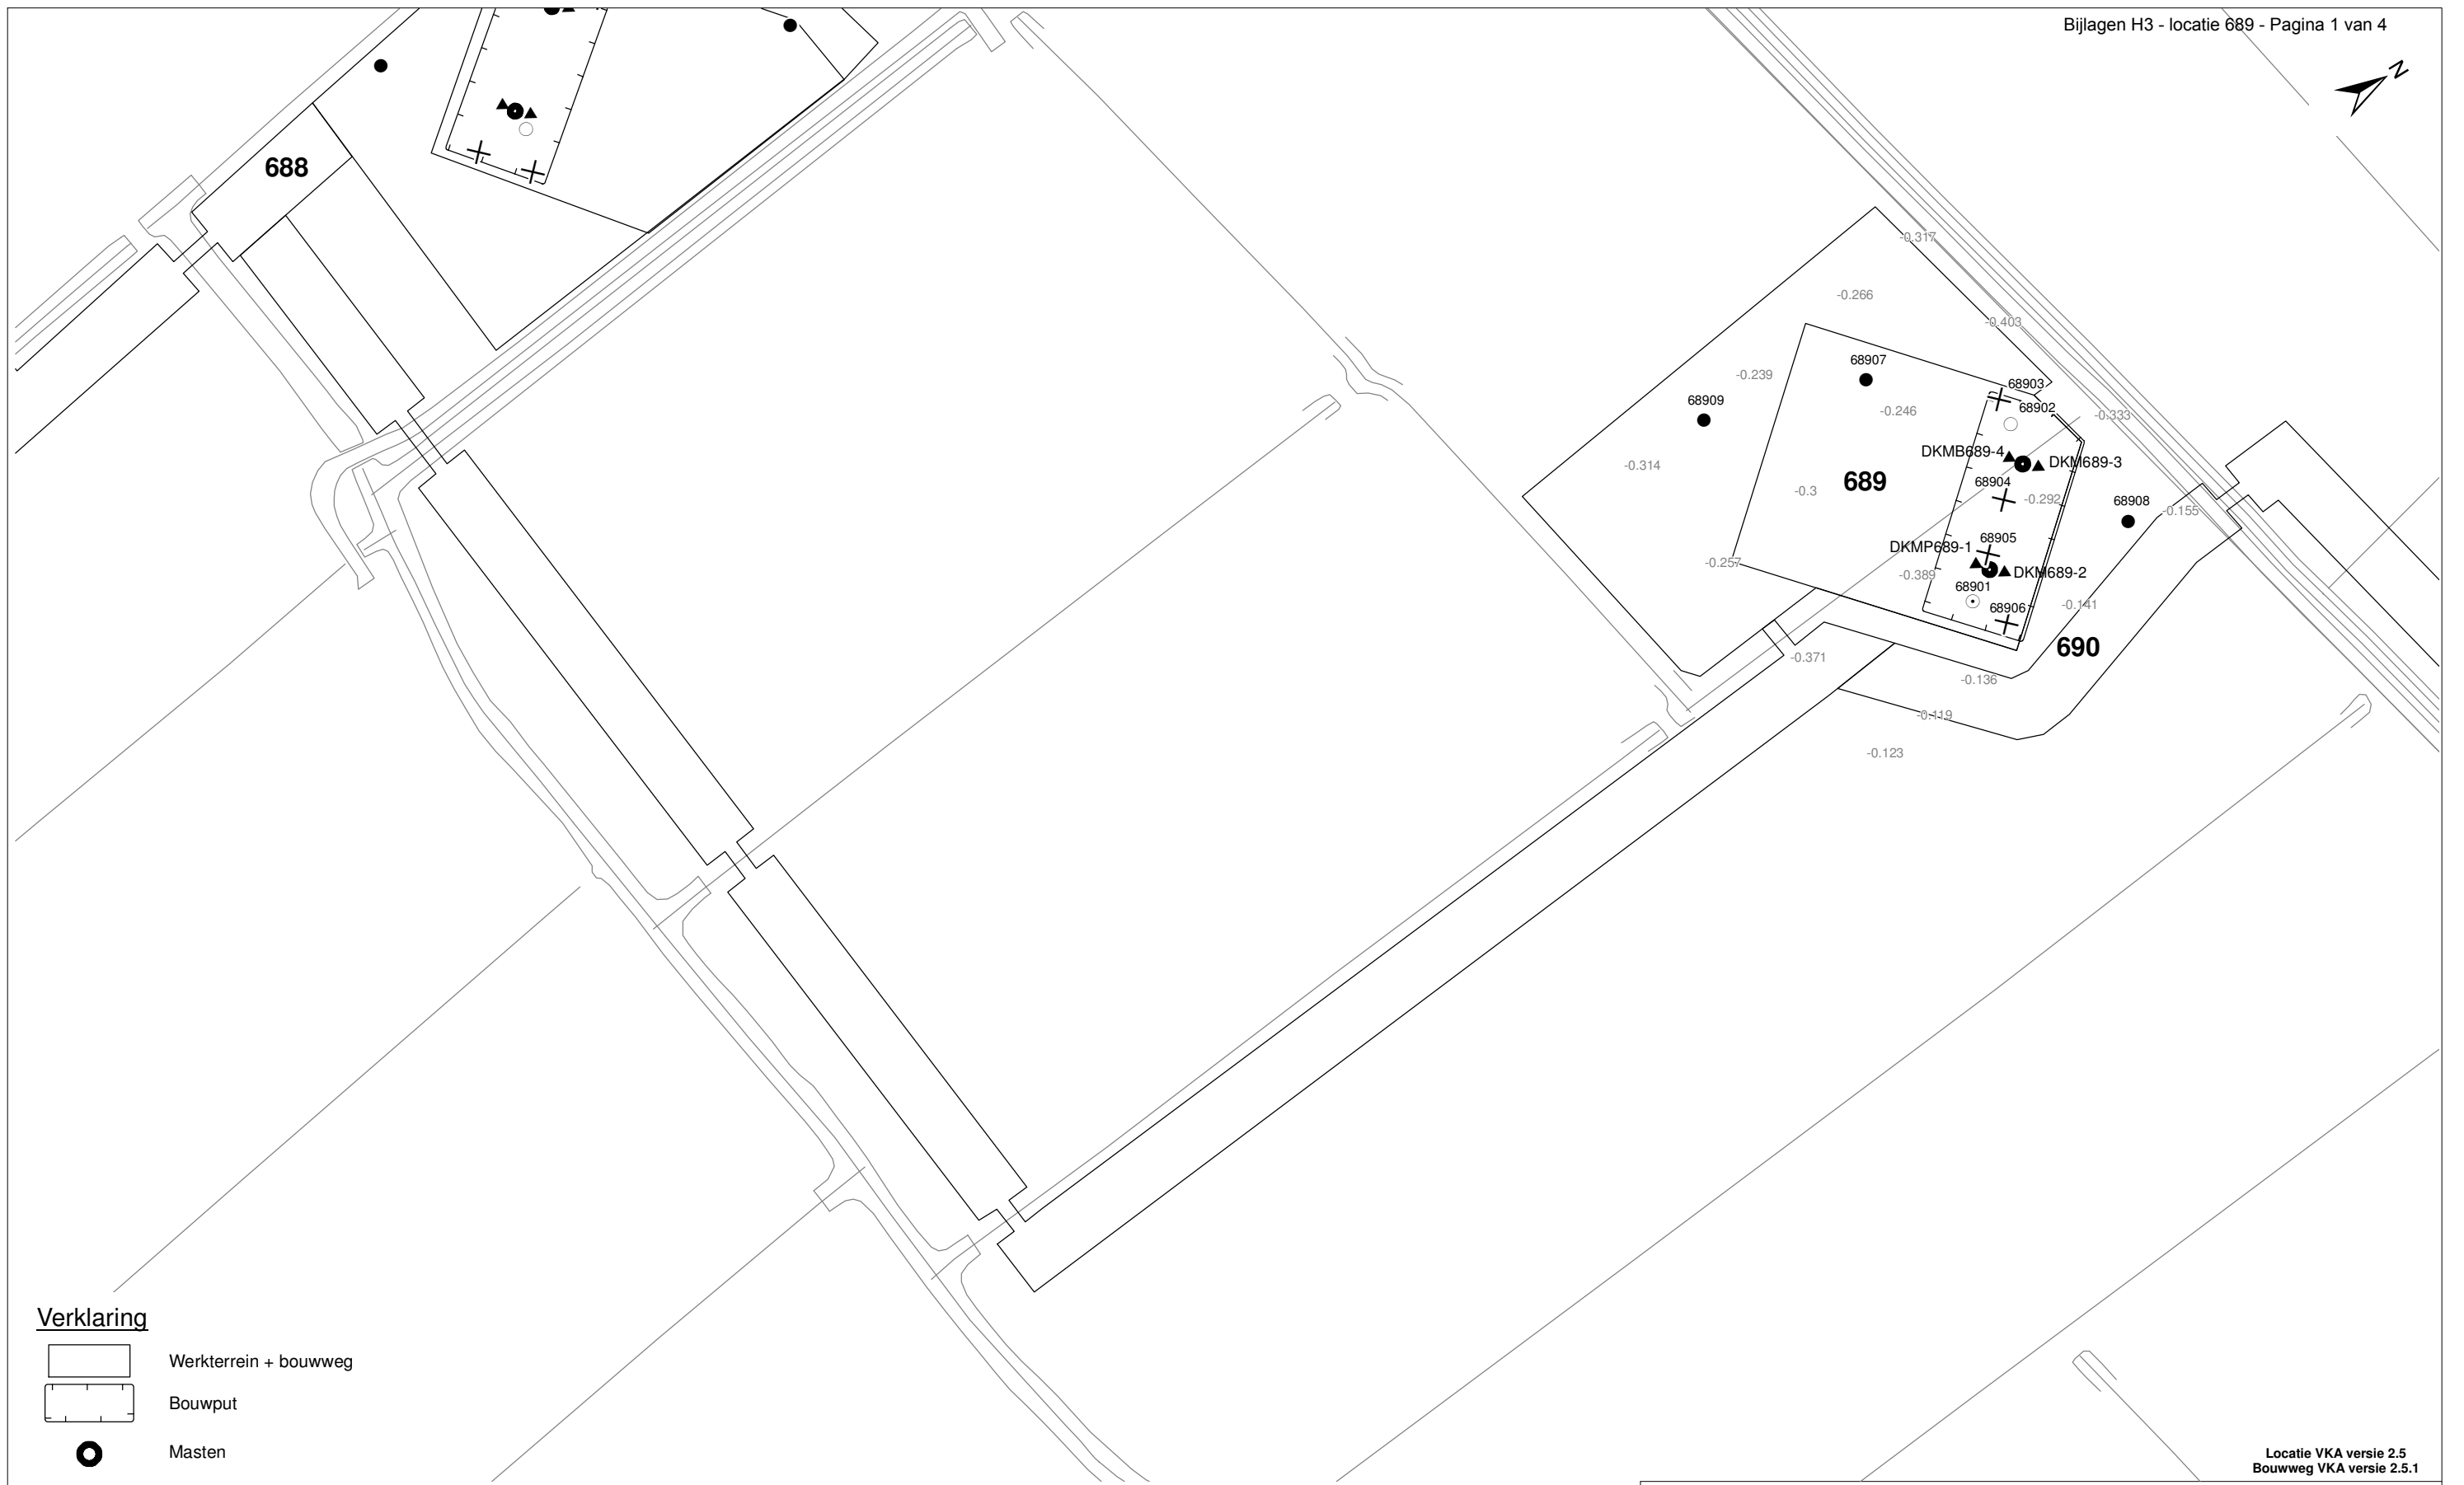 Bijlagen H3 - locatie 689 - Pagina 1 van 4
N
688
-0.317
-0.266
-0.403
68907
-0.239
68903
68909
68902
-0.246
-0.333
DKMB689-4
DKM689-3
-0.314
689
68904
-0.3
-0.292
68908
-0.155
68905
DKMP689-1
-0.257
-0.389
DKM689-2
68901
68906
-0.141
690
-0.371
-0.136
-0.119
-0.123
Verklaring
Werkterrein + bouwweg
Bouwput
Masten
Locatie VKA versie 2.5
Bouwweg VKA versie 2.5.1